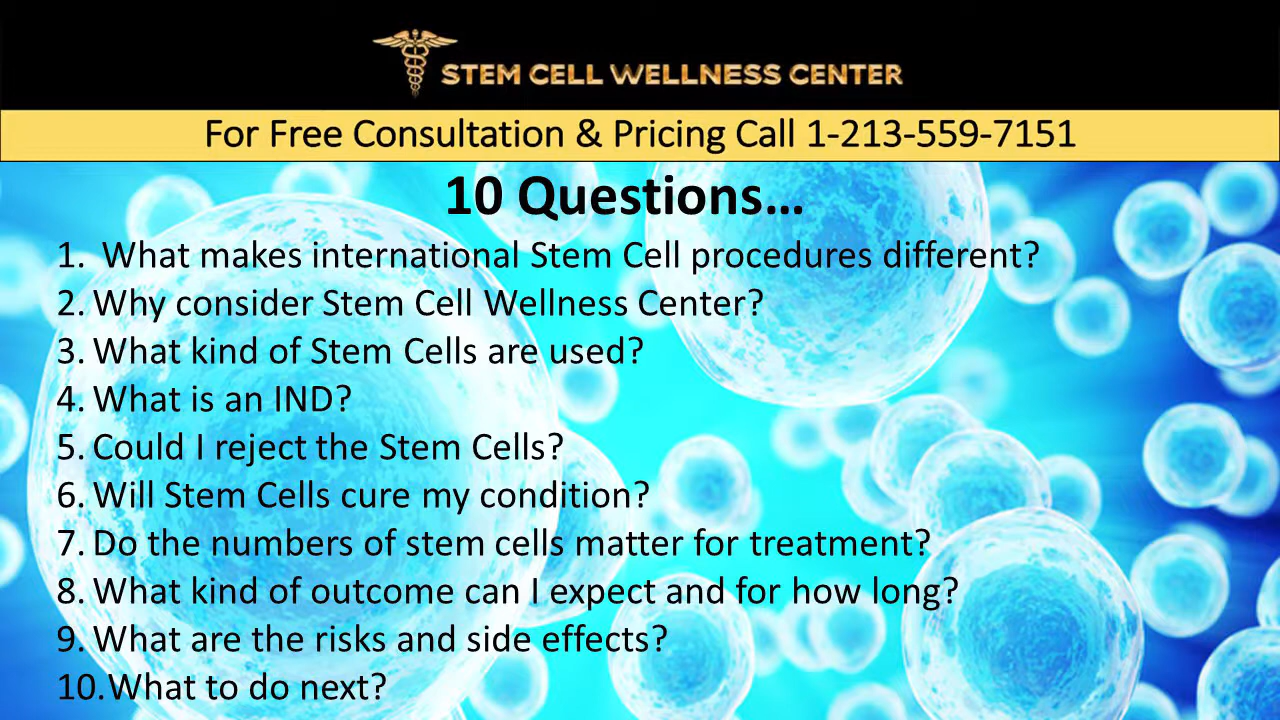 STEM CELL WELLNESS CENTER
For Free Consultation & Pricing Call 1-213-559-7151
10 Questions...
1. What makes international Stem Cell procedures different?
2. Why consider Stem Cell Wellness Center?
3. What kind of Stem Cells are used?
4. What is an IND?
5. Could I reject the Stem Cells?
6. Will Stem Cells cure my condition?
7. Do the numbers of stem cells matter for treatment?
8. What kind of outcome can I expect and for how long?
9. What are the risks and side effects?
10.What to do next?